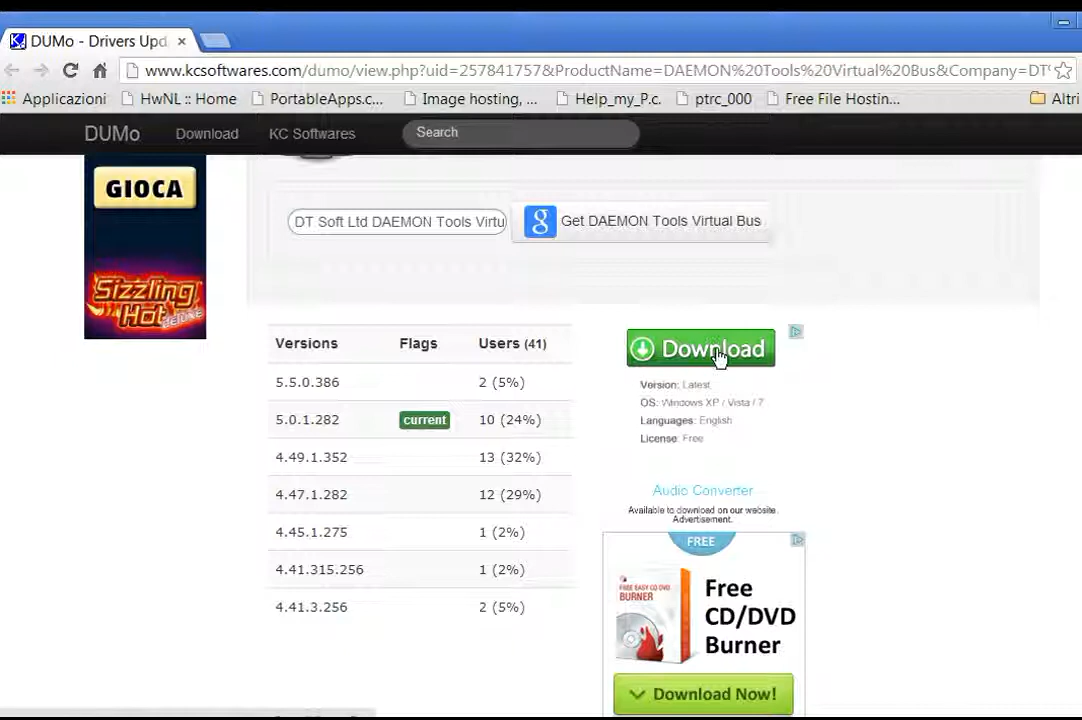 DUMo - Drivers Upd
www.kcsoftwares.com/dumo/view.php?uid=257841757&ProductName=DAEMON%20Tools%20Virtual%20Bus&Company=DT
Applicazioni HwNL :: Home PortableApps.c... Image hosting, ... Help_my_P.c. ptrc_000 Free File Hostin... Altri
DUMo Download KC Softwares Search
GIOCA
Sizzling
Hot
DELUXE
DT Soft Ltd DAEMON Tools Virtu
Get DAEMON Tools Virtual Bus
Versions Flags Users (41)
5.5.0.386 2 (5%)
5.0.1.282 current 10 (24%)
4.49.1.352 13 (32%)
4.47.1.282 12 (29%)
4.45.1.275 1 (2%)
4.41.315.256 1 (2%)
4.41.3.256 2 (5%)
Download
Version: Latest
OS: Windows XP / Vista / 7
Languages: English
License: Free
Audio Converter
Available to download on our website.
Advertisement.
FREE
FREE EASY CD DVD
BURNER
Free
CD/DVD
Burner
Download Now!